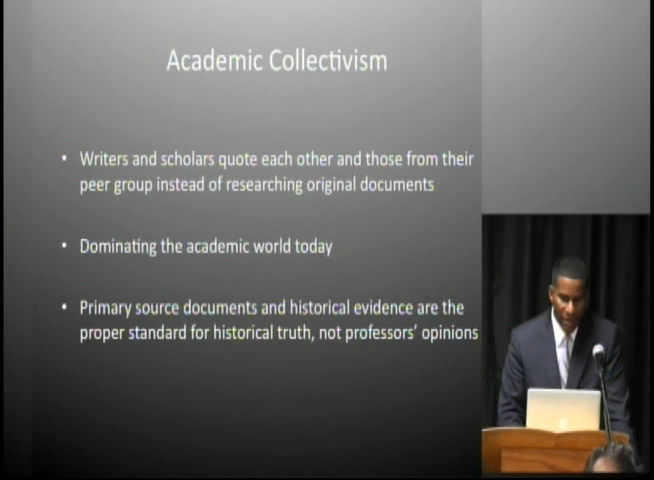 Academic Collectivism
• Writers and scholars quote each other and those from their
peer group instead of researching original documents
• Dominating the academic world today
• Primary source documents and historical evidence are the
proper standard for historical truth, not professors' opinions